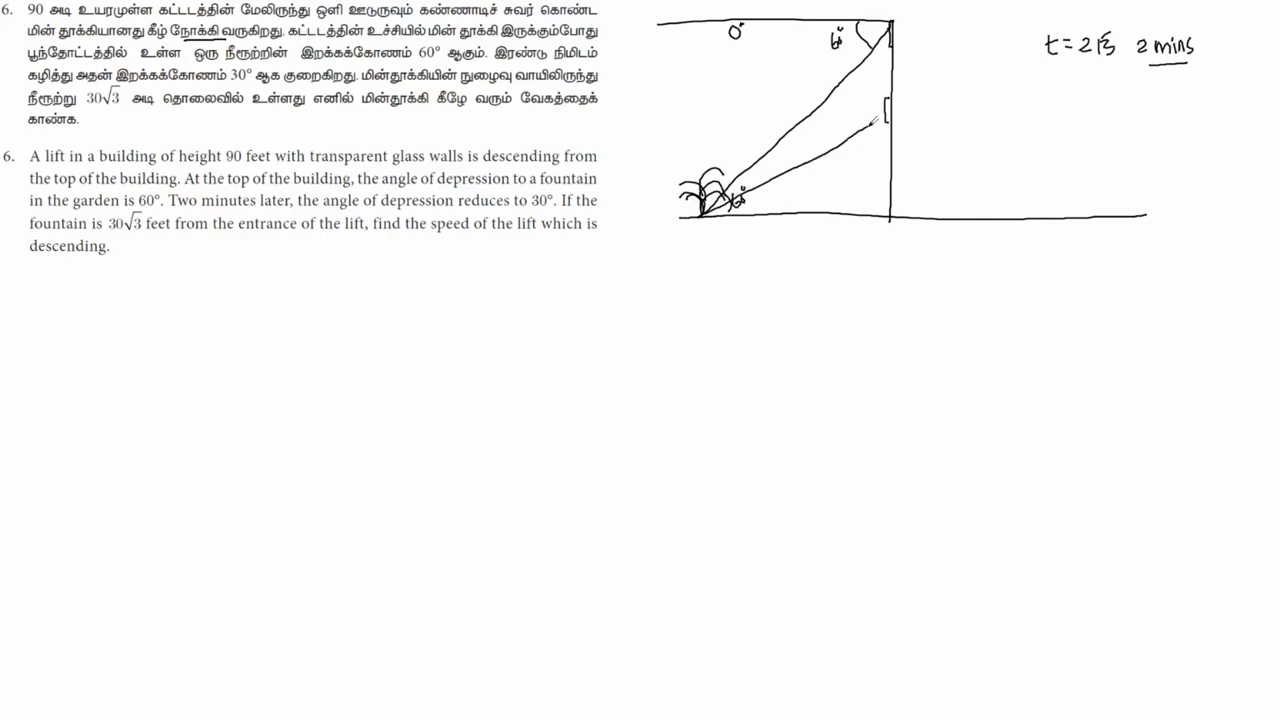 6. 90 அடி உயரமுள்ள கட்டடத்தின் மேலிருந்து ஒளி ஊடுருவும் கண்ணாடிச் சுவர் கொண்ட
மின் தூக்கியானது கீழ் நோக்கி வருகிறது. கட்டடத்தின் உச்சியில் மின் தூக்கி இருக்கும்போது
பூந்தோட்டத்தில் உள்ள ஒரு நீரூற்றின் இறக்கக்கோணம் 60° ஆகும். இரண்டு நிமிடம்
கழித்து அதன் இறக்கக்கோணம் 30° ஆக குறைகிறது. மின்தூக்கியின் நுழைவு வாயிலிருந்து
நீரூற்று 30√3 அடி தொலைவில் உள்ளது எனில் மின்தூக்கி கீழே வரும் வேகத்தைக்
காண்க.
6. A lift in a building of height 90 feet with transparent glass walls is descending from
the top of the building. At the top of the building, the angle of depression to a fountain
in the garden is 60°. Two minutes later, the angle of depression reduces to 30°. If the
fountain is 30√3 feet from the entrance of the lift, find the speed of the lift which is
descending.
0°
60°
60°
2 mins